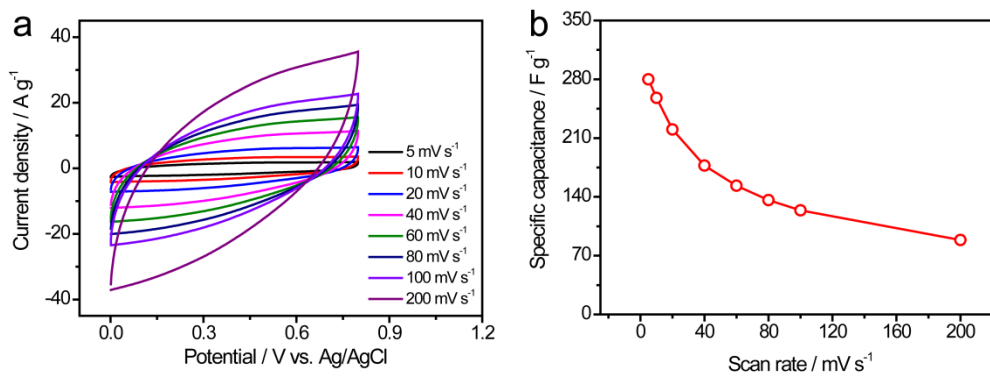 a
40
20
0
-20
-40
Current density / A g⁻¹
0.0 0.3 0.6 0.9 1.2
Potential / V vs. Ag/AgCl
5 mV s⁻¹
10 mV s⁻¹
20 mV s⁻¹
40 mV s⁻¹
60 mV s⁻¹
80 mV s⁻¹
100 mV s⁻¹
200 mV s⁻¹
b
350
280
210
140
70
0
Specific capacitance / F g⁻¹
0 40 80 120 160 200
Scan rate / mV s⁻¹